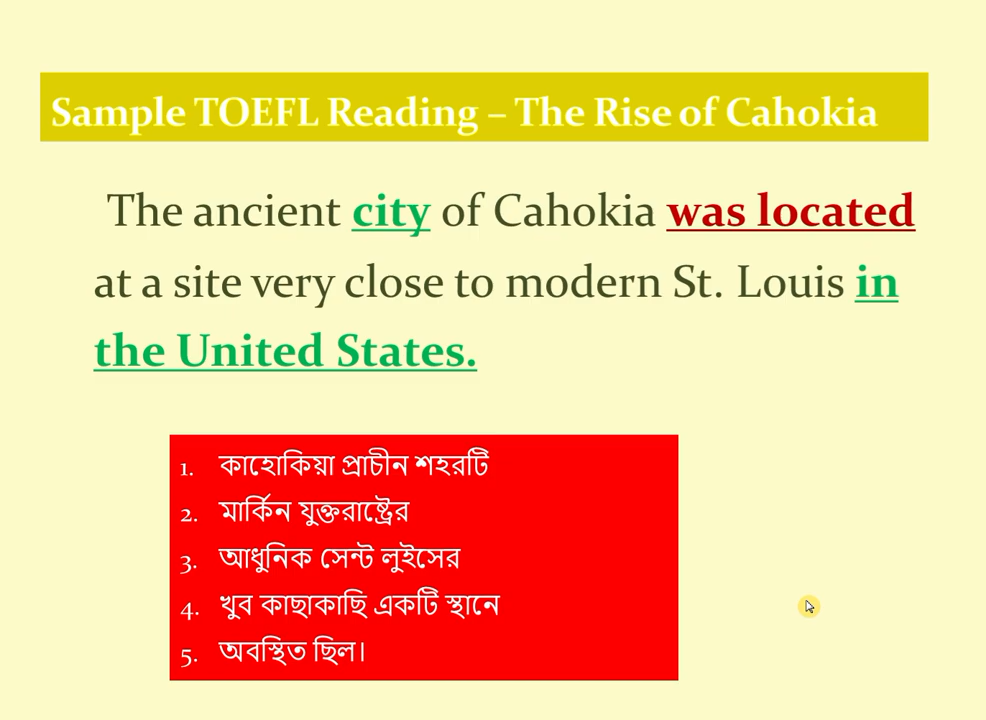 Sample TOEFL Reading – The Rise of Cahokia
The ancient city of Cahokia was located
at a site very close to modern St. Louis in
the United States.
1. কাহোকিয়া প্রাচীন শহরটি
2. মার্কিন যুক্তরাষ্ট্রের
3. আধুনিক সেন্ট লুইসের
4. খুব কাছাকাছি একটি স্থানে
5. অবস্থিত ছিল।